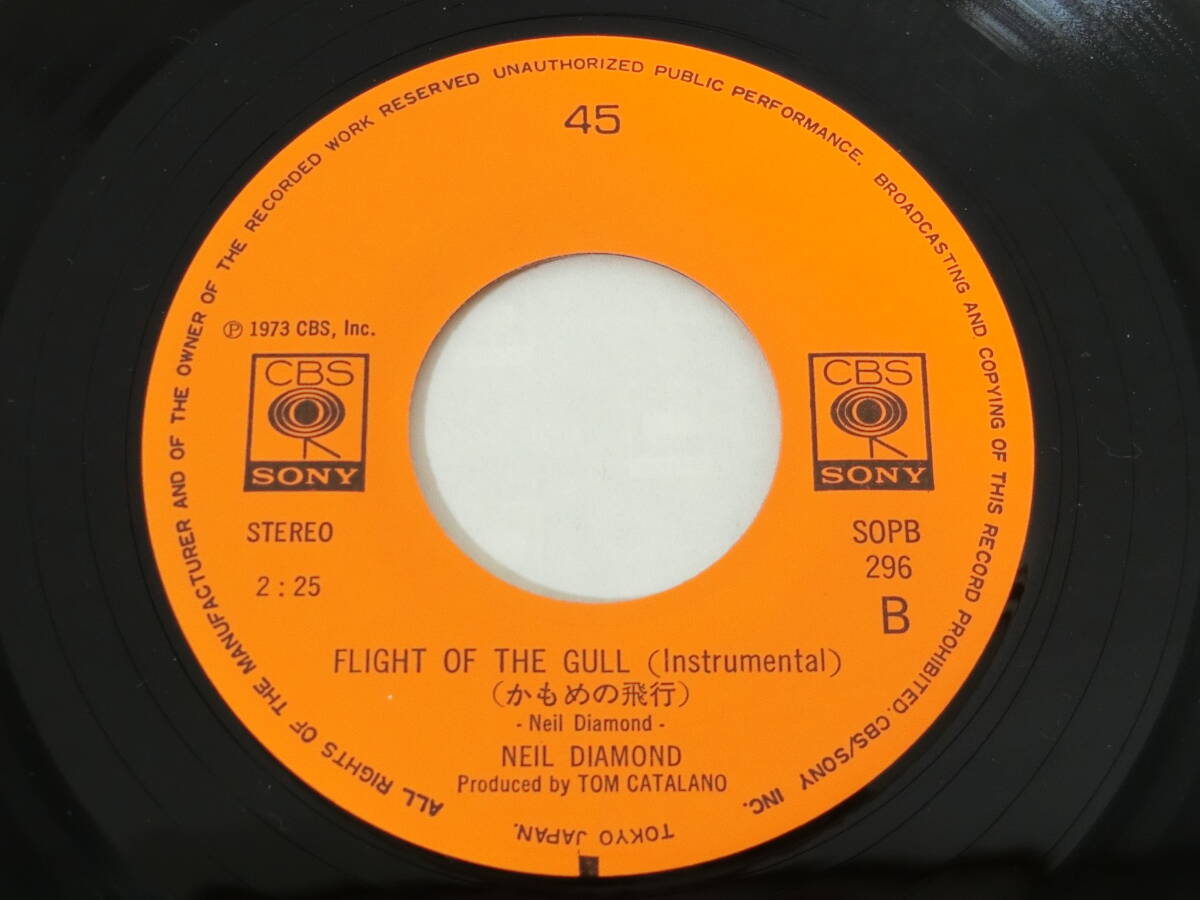 ALL RIGHTS OF THE MANUFACTURER AND OF THE OWNER OF THE RECORDED WORK RESERVED UNAUTHORIZED PUBLIC PERFORMANCE. BROADCASTING AND COPYING OF THIS RECORD PROHIBITED. CBS/SONY INC.
TOKYO JAPAN.
45
Ⓟ 1973 CBS, Inc.
CBS
SONY
CBS
SONY
STEREO
2:25
SOPB
296
B
FLIGHT OF THE GULL (Instrumental)
(かもめの飛行)
- Neil Diamond -
NEIL DIAMOND
Produced by TOM CATALANO